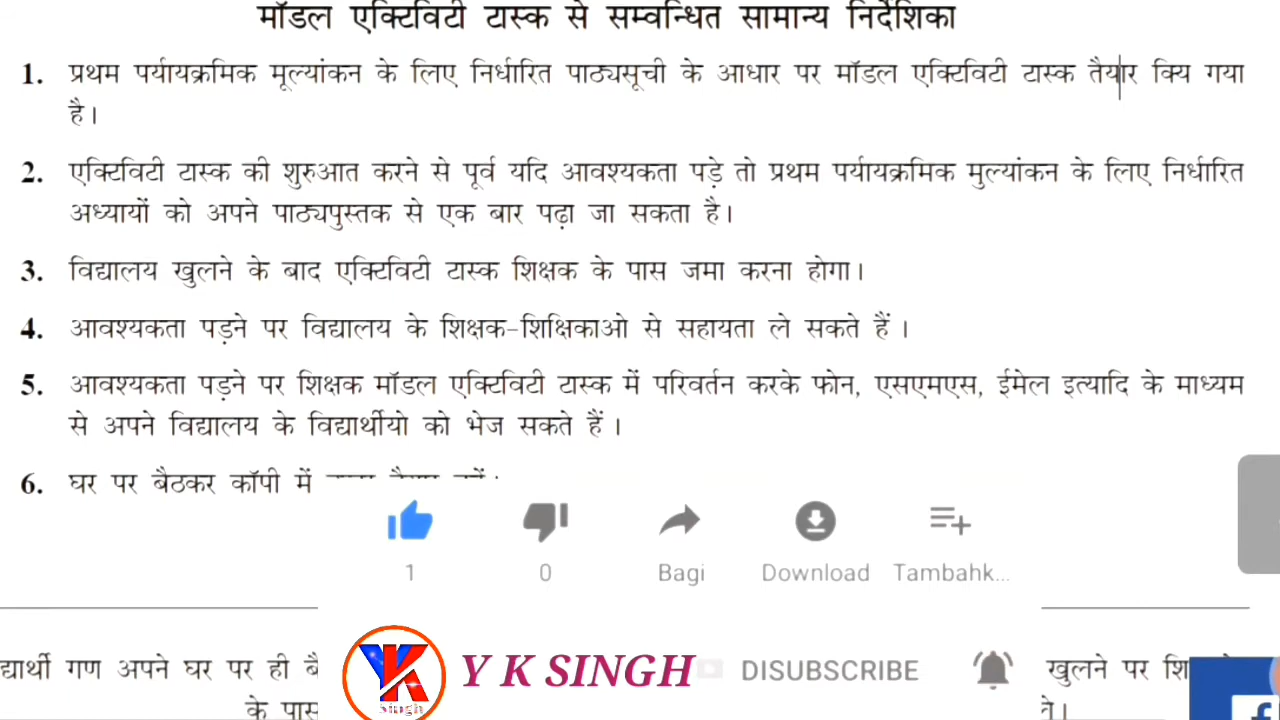 मॉडल एक्टिविटी टास्क से सम्वन्धित सामान्य निर्देशिका
1. प्रथम पर्यायक्रमिक मूल्यांकन के लिए निर्धारित पाठ्यसूची के आधार पर मॉडल एक्टिविटी टास्क तैयार क्यि गया
है।
2. एक्टिविटी टास्क की शुरुआत करने से पूर्व यदि आवश्यकता पड़े तो प्रथम पर्यायक्रमिक मुल्यांकन के लिए निर्धारित
अध्यायों को अपने पाठ्यपुस्तक से एक बार पढ़ा जा सकता है।
3. विद्यालय खुलने के बाद एक्टिविटी टास्क शिक्षक के पास जमा करना होगा।
4. आवश्यकता पड़ने पर विद्यालय के शिक्षक-शिक्षिकाओ से सहायता ले सकते हैं ।
5. आवश्यकता पड़ने पर शिक्षक मॉडल एक्टिविटी टास्क में परिवर्तन करके फोन, एसएमएस, ईमेल इत्यादि के माध्यम
से अपने विद्यालय के विद्यार्थीयो को भेज सकते हैं ।
6. घर पर बैठकर कॉपी में
1 0 Bagi Download Tambahk...
द्यार्थी गण अपने घर पर ही खुलने पर
YK Singh Y K SINGH DISUBSCRIBE
के पास